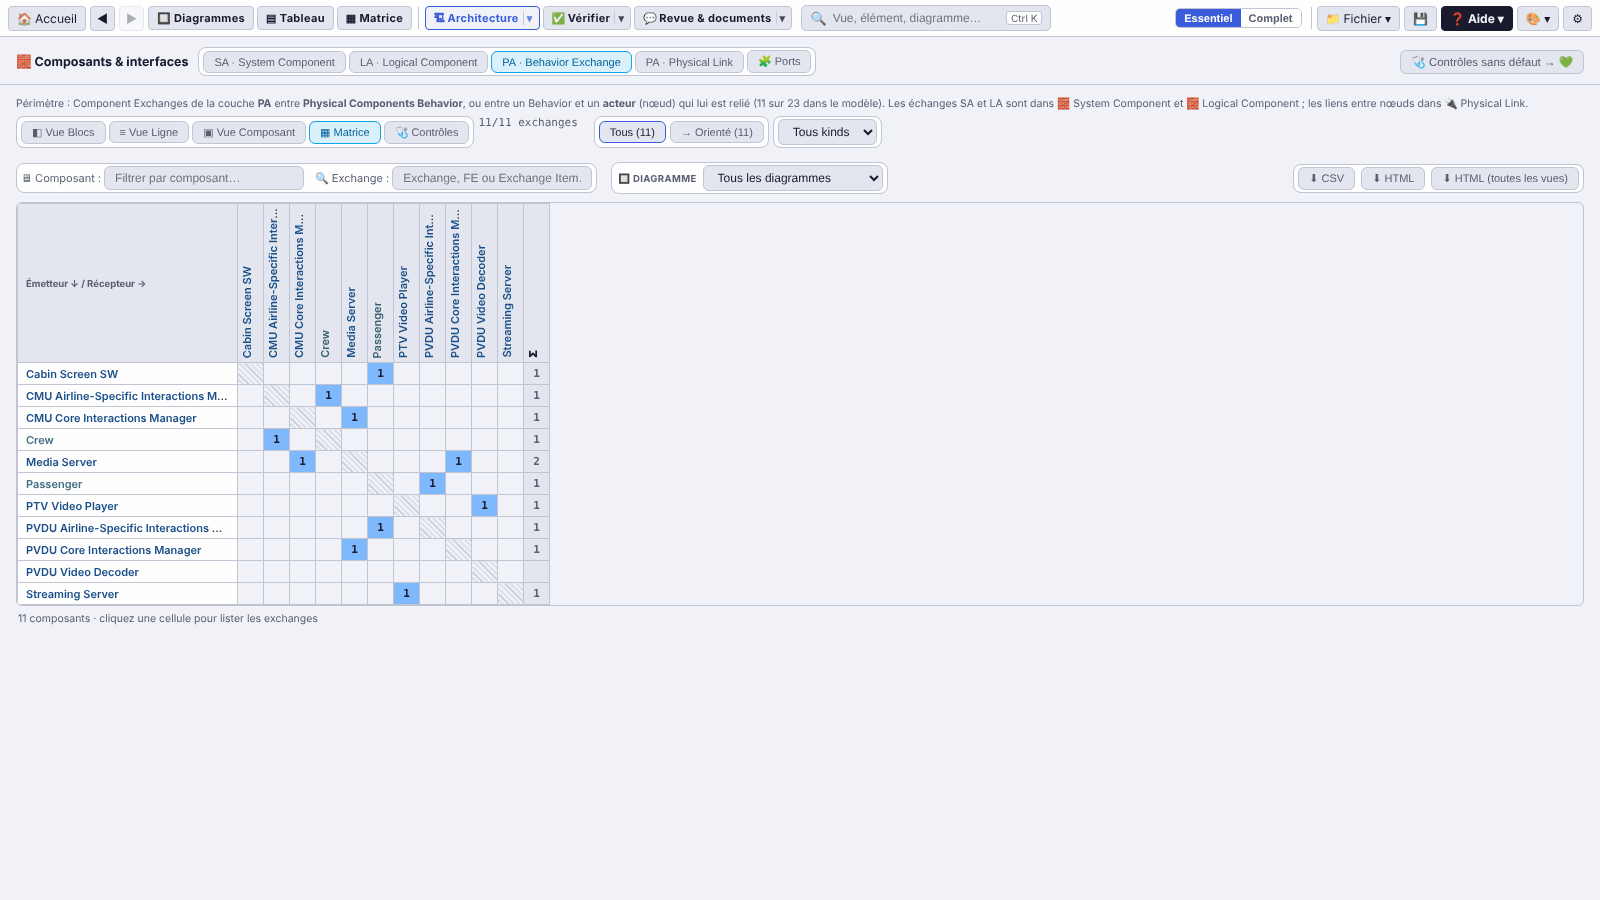 🏠 Accueil ◀ ▶ 🔲 Diagrammes ▤ Tableau ▦ Matrice 🏗 Architecture ▾ ✅ Vérifier ▾ 💬 Revue & documents ▾ 🔍 Vue, élément, diagramme… Ctrl K Essentiel Complet 📁 Fichier ▾ 💾 ❓ Aide ▾ 🎨 ▾ ⚙
🧱 Composants & interfaces SA · System Component LA · Logical Component PA · Behavior Exchange PA · Physical Link 🧩 Ports 🩺 Contrôles sans défaut → 💚
Périmètre : Component Exchanges de la couche PA entre Physical Components Behavior, ou entre un Behavior et un acteur (nœud) qui lui est relié (11 sur 23 dans le modèle). Les échanges SA et LA sont dans 🧱 System Component et 🧱 Logical Component ; les liens entre nœuds dans 🔌 Physical Link.
◧ Vue Blocs ≡ Vue Ligne ▣ Vue Composant ▦ Matrice 🩺 Contrôles 11/11 exchanges Tous (11) → Orienté (11) Tous kinds
🖥 Composant : Filtrer par composant… 🔍 Exchange : Exchange, FE ou Exchange Item. 🔲 DIAGRAMME Tous les diagrammes ⬇ CSV ⬇ HTML ⬇ HTML (toutes les vues)
Émetteur ↓ / Récepteur →
Cabin Screen SW
CMU Airline-Specific Inter…
CMU Core Interactions M…
Crew
Media Server
Passenger
PTV Video Player
PVDU Airline-Specific Int…
PVDU Core Interactions M…
PVDU Video Decoder
Streaming Server
Σ
Cabin Screen SW 1 1
CMU Airline-Specific Interactions M… 1 1
CMU Core Interactions Manager 1 1
Crew 1 1
Media Server 1 1 2
Passenger 1 1
PTV Video Player 1 1
PVDU Airline-Specific Interactions … 1 1
PVDU Core Interactions Manager 1 1
PVDU Video Decoder
Streaming Server 1 1
11 composants · cliquez une cellule pour lister les exchanges